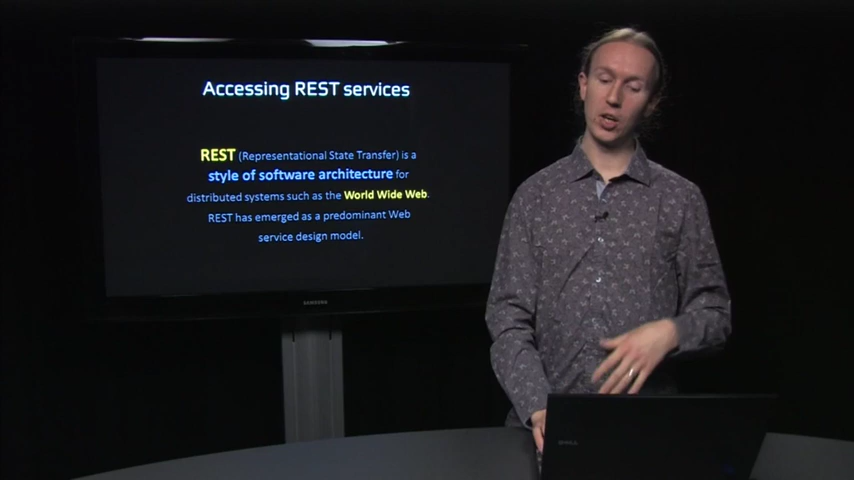 Accessing REST services
REST (Representational State Transfer) is a
style of software architecture for
distributed systems such as the World Wide Web.
REST has emerged as a predominant Web
service design model.
SAMSUNG
DELL